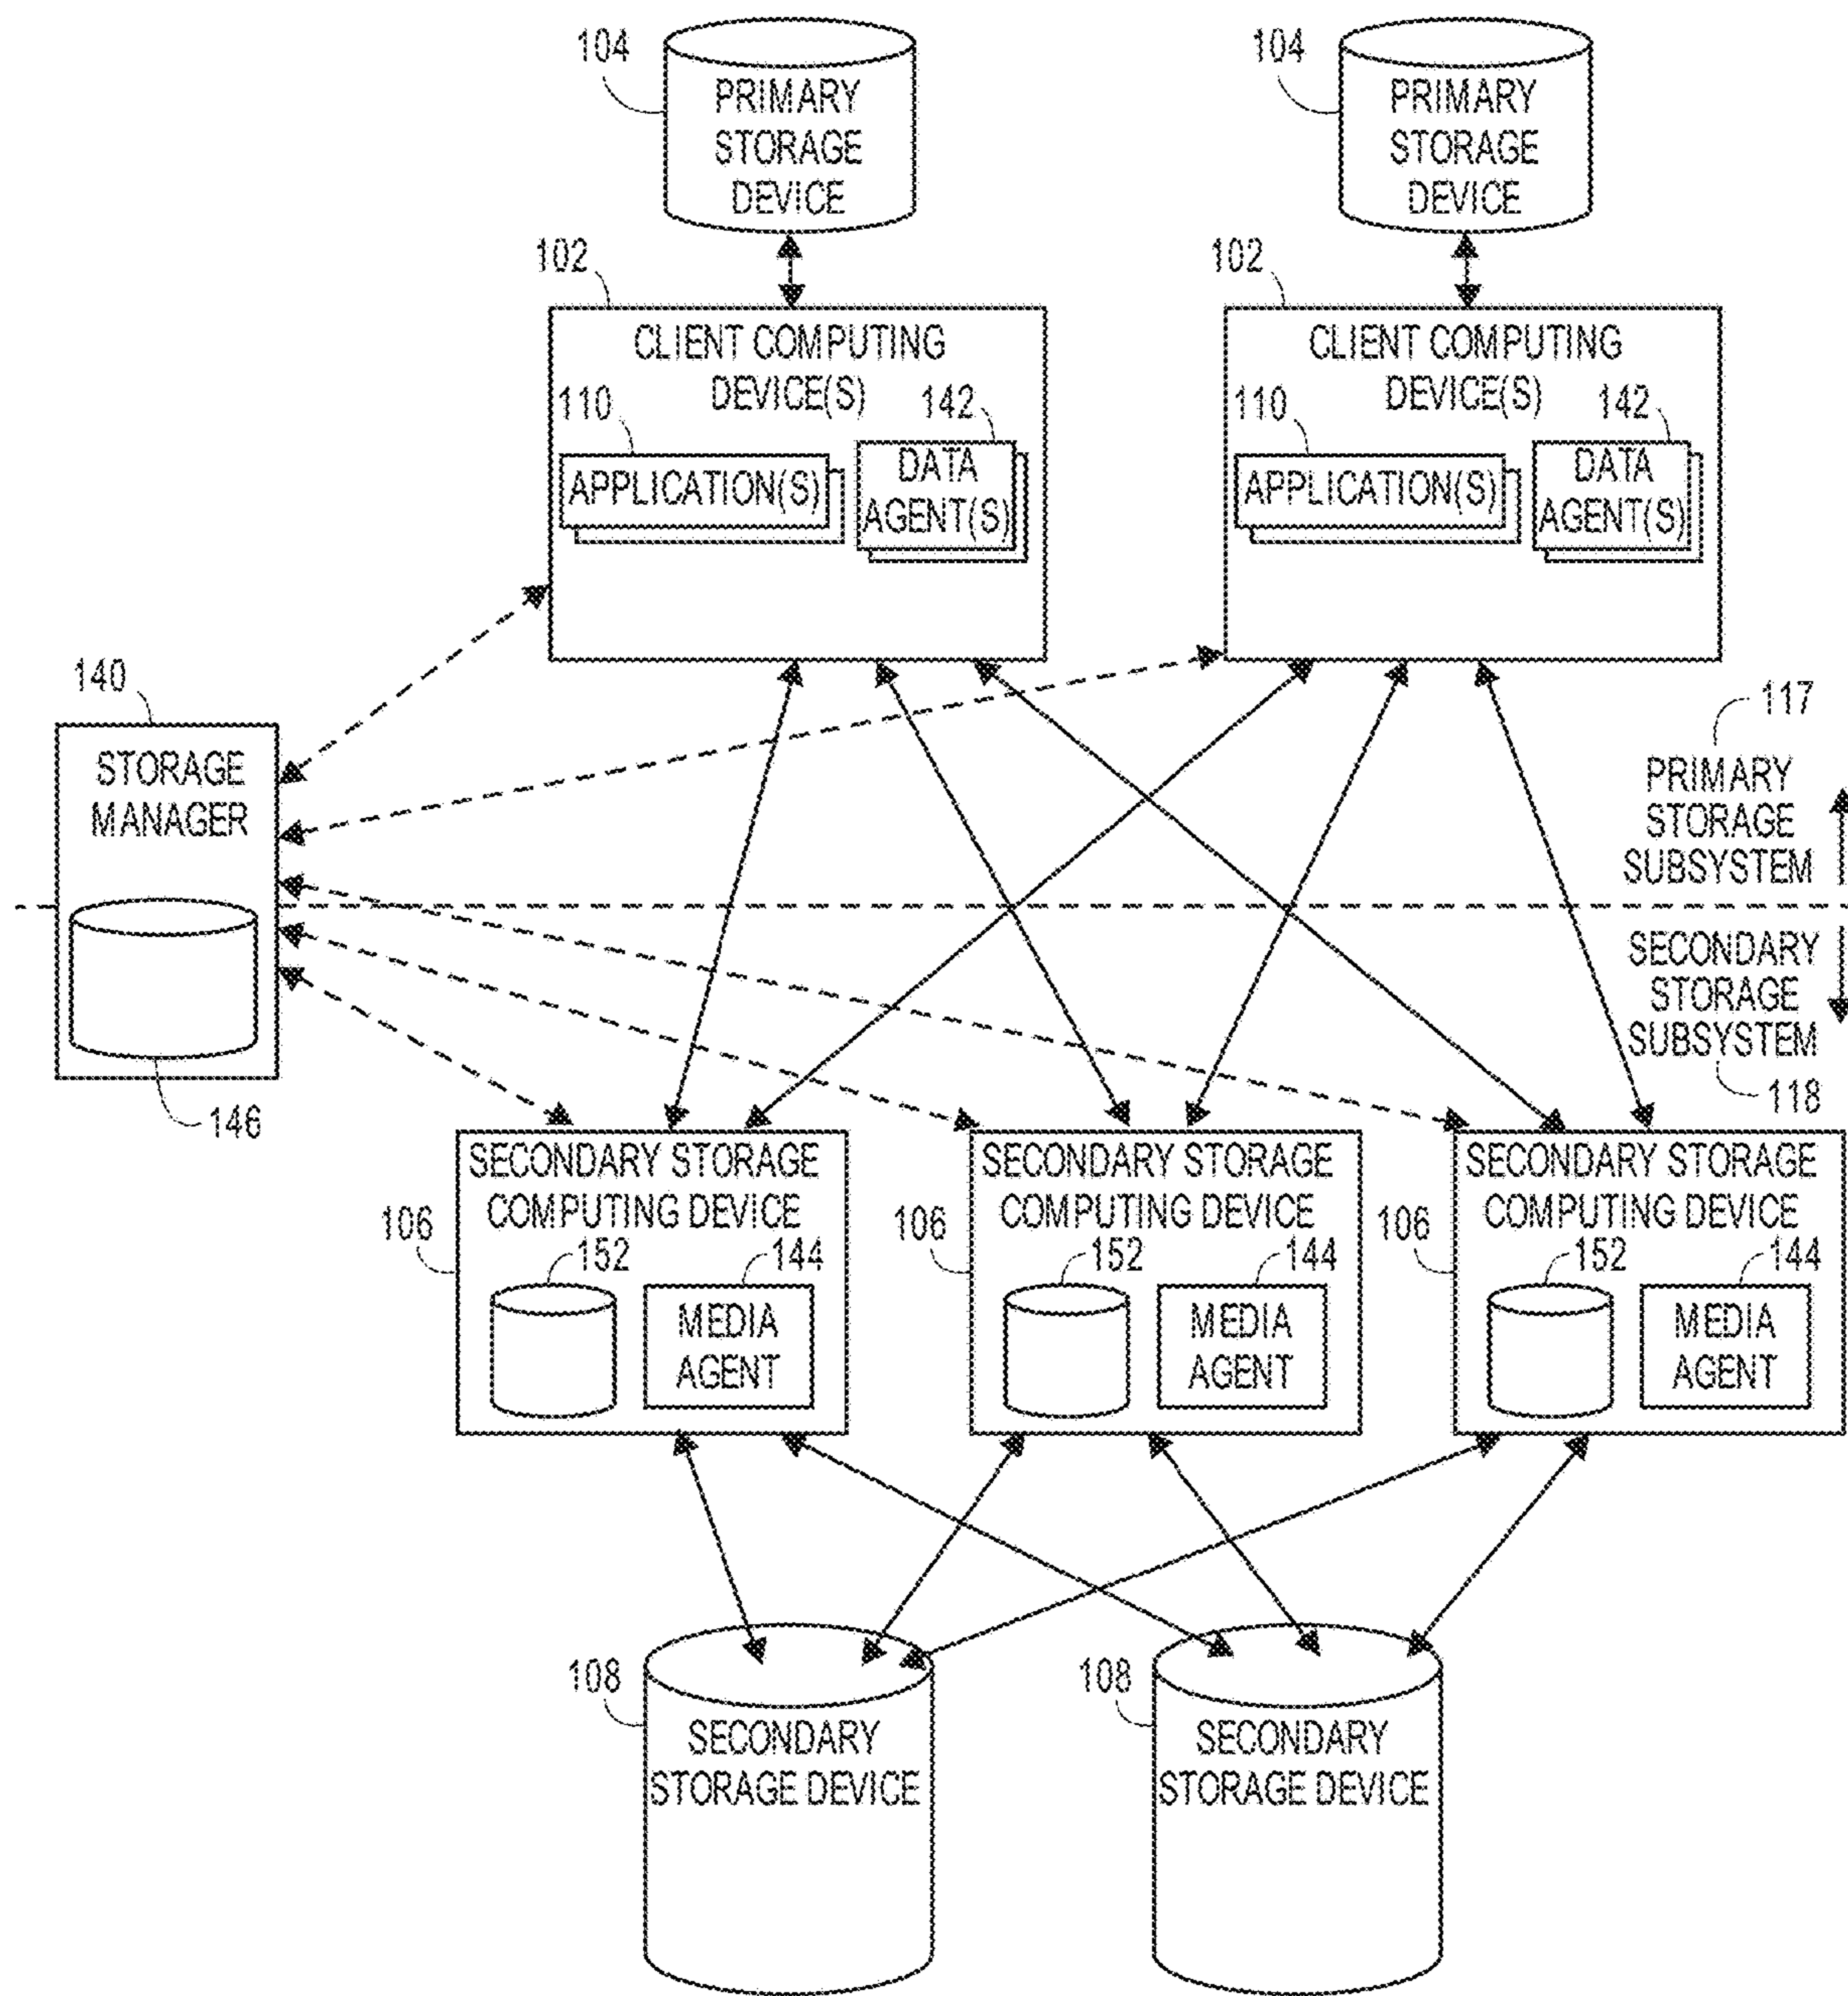 104
PRIMARY
STORAGE
DEVICE
104
PRIMARY
STORAGE
DEVICE
102
CLIENT COMPUTING
DEVICE(S)
110
142
APPLICATION(S)
DATA
AGENT(S)
102
CLIENT COMPUTING
DEVICE(S)
110
142
APPLICATION(S)
DATA
AGENT(S)
140
STORAGE
MANAGER
146
117
PRIMARY
STORAGE
SUBSYSTEM
SECONDARY
STORAGE
SUBSYSTEM
118
SECONDARY STORAGE
COMPUTING DEVICE
106
152
144
MEDIA
AGENT
SECONDARY STORAGE
COMPUTING DEVICE
106
152
144
MEDIA
AGENT
SECONDARY STORAGE
COMPUTING DEVICE
106
152
144
MEDIA
AGENT
108
SECONDARY
STORAGE DEVICE
108
SECONDARY
STORAGE DEVICE